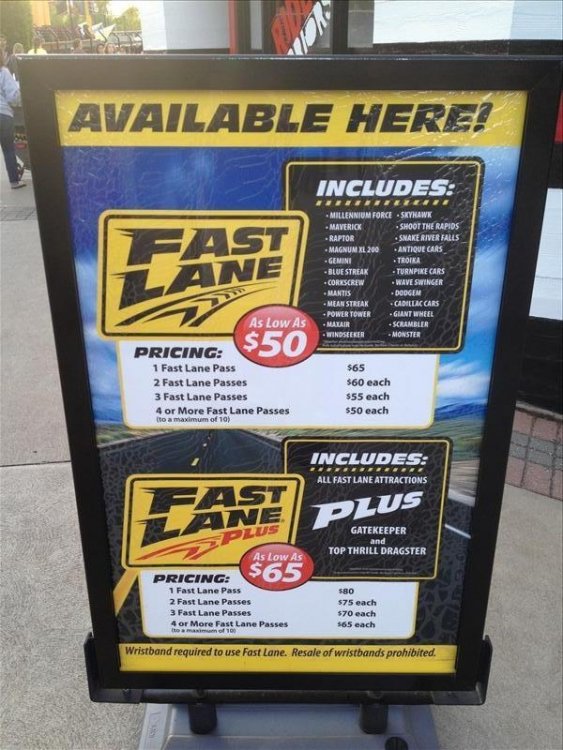 AVAILABLE HERE!
INCLUDES:
• MILLENNIUM FORCE
• MAVERICK
• RAPTOR
• MAGNUM XL 200
• GEMINI
• BLUE STREAK
• CORKSCREW
• MANTIS
• MEAN STREAK
• POWER TOWER
• MAXAIR
• WINDSEEKER
• SKYHAWK
• SHOOT THE RAPIDS
• SNAKE RIVER FALLS
• ANTIQUE CARS
• TROIKA
• TURNPIKE CARS
• WAVE SWINGER
• DODGEM
• CADILLAC CARS
• GIANT WHEEL
• SCRAMBLER
• MONSTER
FAST
LANE
As Low As
$50
PRICING:
1 Fast Lane Pass $65
2 Fast Lane Passes $60 each
3 Fast Lane Passes $55 each
4 or More Fast Lane Passes $50 each
(to a maximum of 10)
INCLUDES:
ALL FAST LANE ATTRACTIONS
PLUS
GATEKEEPER
and
TOP THRILL DRAGSTER
FAST
LANE
PLUS
As Low As
$65
PRICING:
1 Fast Lane Pass $80
2 Fast Lane Passes $75 each
3 Fast Lane Passes $70 each
4 or More Fast Lane Passes $65 each
(to a maximum of 10)
Wristband required to use Fast Lane. Resale of wristbands prohibited.